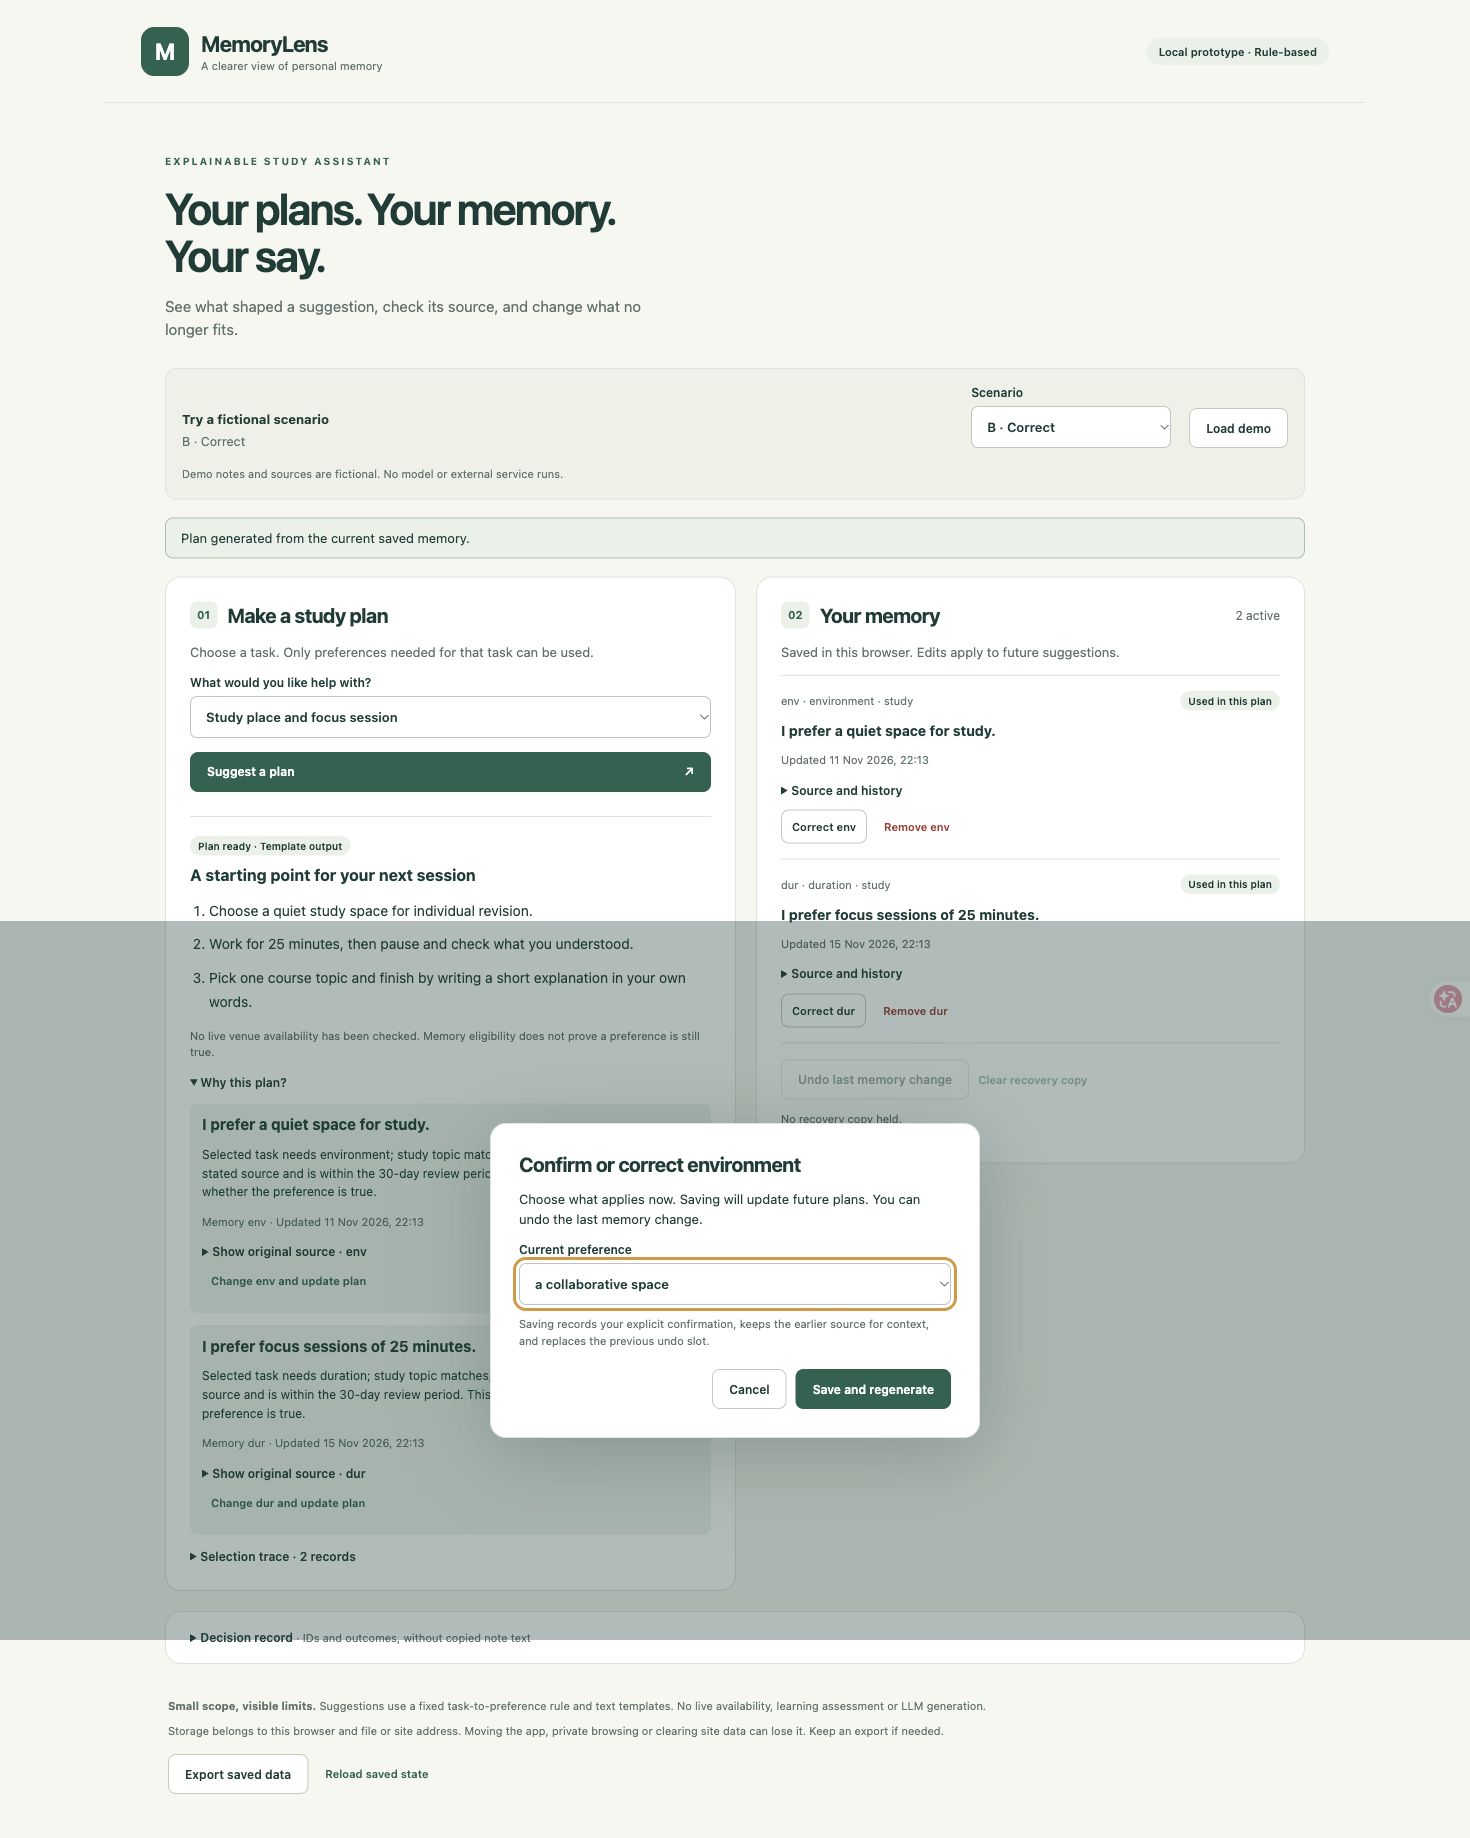 M
MemoryLens
A clearer view of personal memory
Local prototype · Rule-based
EXPLAINABLE STUDY ASSISTANT
Your plans. Your memory.
Your say.
See what shaped a suggestion, check its source, and change what no
longer fits.
Try a fictional scenario
B · Correct
Demo notes and sources are fictional. No model or external service runs.
Scenario
B · Correct
Load demo
Plan generated from the current saved memory.
01 Make a study plan
Choose a task. Only preferences needed for that task can be used.
What would you like help with?
Study place and focus session
Suggest a plan
Plan ready · Template output
A starting point for your next session
1. Choose a quiet study space for individual revision.
2. Work for 25 minutes, then pause and check what you understood.
3. Pick one course topic and finish by writing a short explanation in your own
words.
No live venue availability has been checked. Memory eligibility does not prove a preference is still
true.
Why this plan?
I prefer a quiet space for study.
Selected task needs environment; study topic matc
stated source and is within the 30-day review peric
whether the preference is true.
Memory env · Updated 11 Nov 2026, 22:13
Show original source · env
Change env and update plan
I prefer focus sessions of 25 minutes.
Selected task needs duration; study topic matches,
source and is within the 30-day review period. This
preference is true.
Memory dur · Updated 15 Nov 2026, 22:13
Show original source · dur
Change dur and update plan
Selection trace · 2 records
02 Your memory
2 active
Saved in this browser. Edits apply to future suggestions.
env · environment · study
Used in this plan
I prefer a quiet space for study.
Updated 11 Nov 2026, 22:13
Source and history
Correct env
Remove env
dur · duration · study
Used in this plan
I prefer focus sessions of 25 minutes.
Updated 15 Nov 2026, 22:13
Source and history
Correct dur
Remove dur
Undo last memory change
Clear recovery copy
No recovery copy held.
Confirm or correct environment
Choose what applies now. Saving will update future plans. You can
undo the last memory change.
Current preference
a collaborative space
Saving records your explicit confirmation, keeps the earlier source for context,
and replaces the previous undo slot.
Cancel
Save and regenerate
Decision record · IDs and outcomes, without copied note text
Small scope, visible limits. Suggestions use a fixed task-to-preference rule and text templates. No live availability, learning assessment or LLM generation.
Storage belongs to this browser and file or site address. Moving the app, private browsing or clearing site data can lose it. Keep an export if needed.
Export saved data
Reload saved state